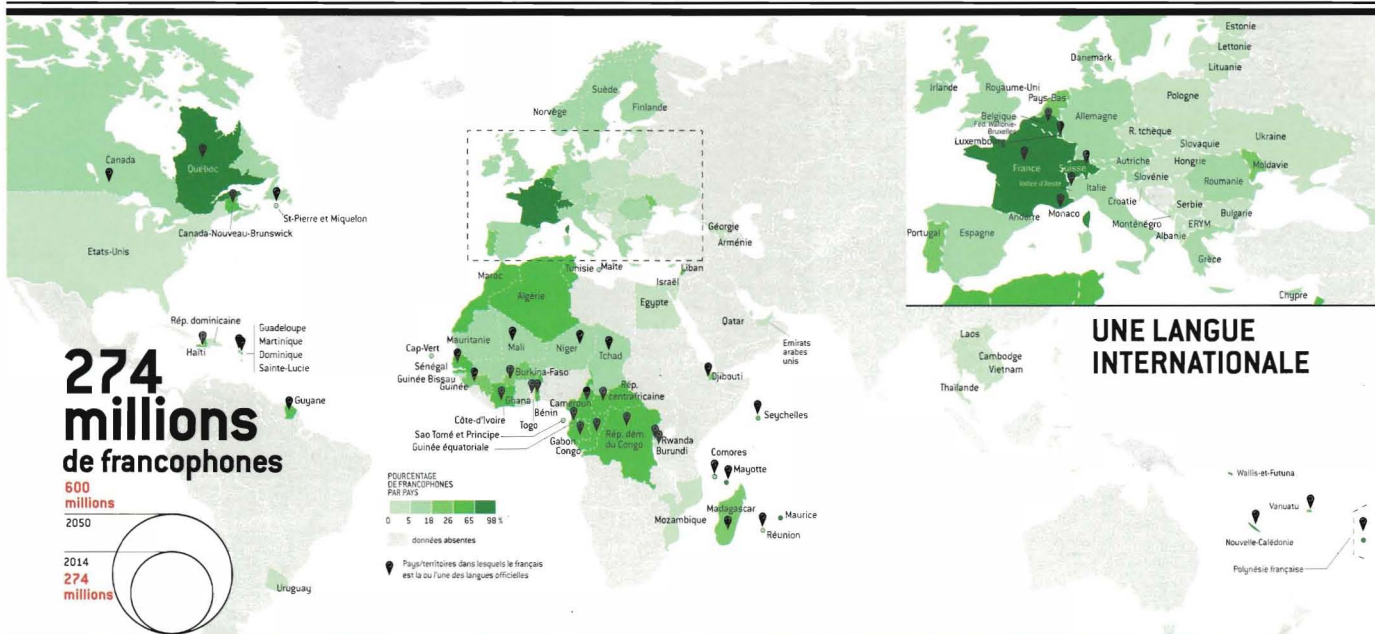 Canada
Québec
St-Pierre et Miquelon
Canada-Nouveau-Brunswick
Etats-Unis
Rép. dominicaine
Haïti
Guadeloupe
Martinique
Dominique
Sainte-Lucie
Guyane
Uruguay
274
millions
de francophones
600
millions
2050
2014
274
millions
Norvège
Suède
Finlande
Géorgie
Arménie
Maroc
Tunisie
Malte
Liban
Israël
Algérie
Egypte
Qatar
Emirats
arabes
unis
Cap-Vert
Mauritanie
Mali
Niger
Tchad
Sénégal
Guinée Bissau
Guinée
Burkina-Faso
Djibouti
Ghana
Côte-d'Ivoire
Togo
Bénin
Cameroun
Rép.
centrafricaine
Sao Tomé et Principe
Guinée équatoriale
Gabon
Congo
Rép. dém.
du Congo
Rwanda
Burundi
Seychelles
Comores
Mayotte
Madagascar
Mozambique
Maurice
Réunion
POURCENTAGE
DE FRANCOPHONES
PAR PAYS
0 5 18 26 65 98 %
données absentes
Pays/territoires dans lesquels le français
est la ou l'une des langues officielles
Estonie
Lettonie
Lituanie
Danemark
Irlande
Royaume-Uni
Pays-Bas
Pologne
Belgique
Féd. Wallonie-
Bruxelles
Allemagne
Luxembourg
R. tchèque
Slovaquie
Ukraine
France
Suisse
Autriche
Hongrie
Moldavie
Vallée d'Aoste
Slovénie
Italie
Roumanie
Croatie
Serbie
Andorre
Monaco
Monténégro
Bulgarie
ERYM
Albanie
Portugal
Espagne
Grèce
Chypre
UNE LANGUE
INTERNATIONALE
Laos
Cambodge
Vietnam
Thaïlande
Wallis-et-Futuna
Vanuatu
Nouvelle-Calédonie
Polynésie française